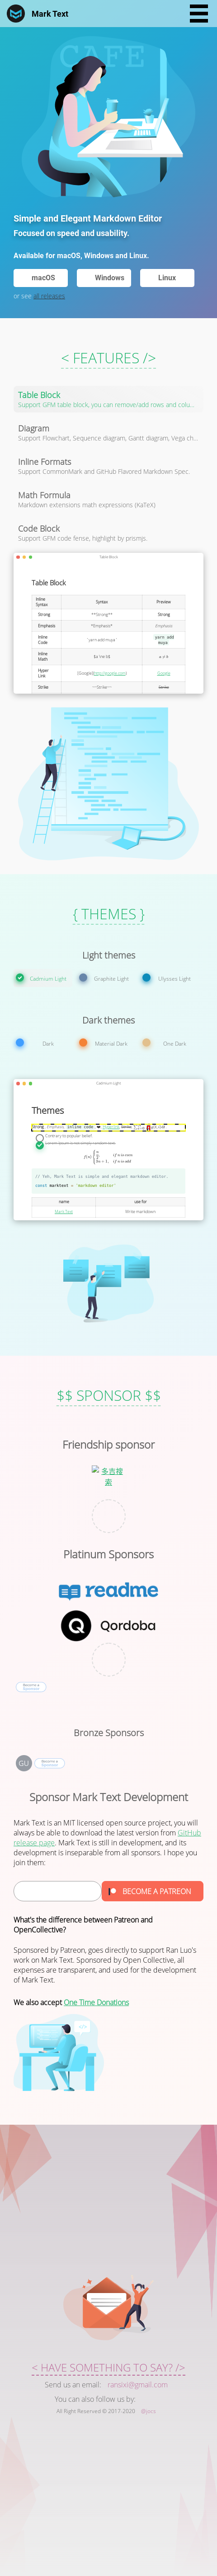 Mark Text
CAFE
Simple and Elegant Markdown Editor
Focused on speed and usability.
Available for macOS, Windows and Linux.
macOS
Windows
Linux
or see all releases
< FEATURES />
Table Block
Support GFM table block, you can remove/add rows and colu...
Diagram
Support Flowchart, Sequence diagram, Gantt diagram, Vega ch...
Inline Formats
Support CommonMark and GitHub Flavored Markdown Spec.
Math Formula
Markdown extensions math expressions (KaTeX)
Code Block
Support GFM code fense, highlight by prismjs.
Table Block
Table Block
Inline Syntax
Syntax
Preview
Strong
**Strong**
Strong
Emphasis
*Emphasis*
Emphasis
Inline Code
`yarn add muya`
yarn add muya
Inline Math
Hyper Link
Google
Strike
~~Strike~~
Strike
{ THEMES }
Light themes
Cadmium Light
Graphite Light
Ulysses Light
Dark themes
Dark
Material Dark
One Dark
Cadmium Light
Themes
Contrary to popular belief
// Yeh, Mark Text is simple and elegant markdown editor.
const marktext = 'markdown editor'
name
use for
Mark Text
Write markdown
$$ SPONSOR $$
Friendship sponsor
多吉搜索
Platinum Sponsors
readme
Qordoba
Become a Sponsor
Bronze Sponsors
GU
Become a Sponsor
Sponsor Mark Text Development
Mark Text is an MIT licensed open source project, you will
always be able to download the latest version from GitHub
release page. Mark Text is still in development, and its
development is inseparable from all sponsors. I hope you
join them:
BECOME A PATREON
What's the difference between Patreon and
OpenCollective?
Sponsored by Patreon, goes directly to support Ran Luo's
work on Mark Text. Sponsored by Open Collective, all
expenses are transparent, and used for the development
of Mark Text.
We also accept One Time Donations
</>
< HAVE SOMETHING TO SAY? />
Send us an email: ransixi@gmail.com
You can also follow us by:
All Right Reserved © 2017-2020 @Jocs